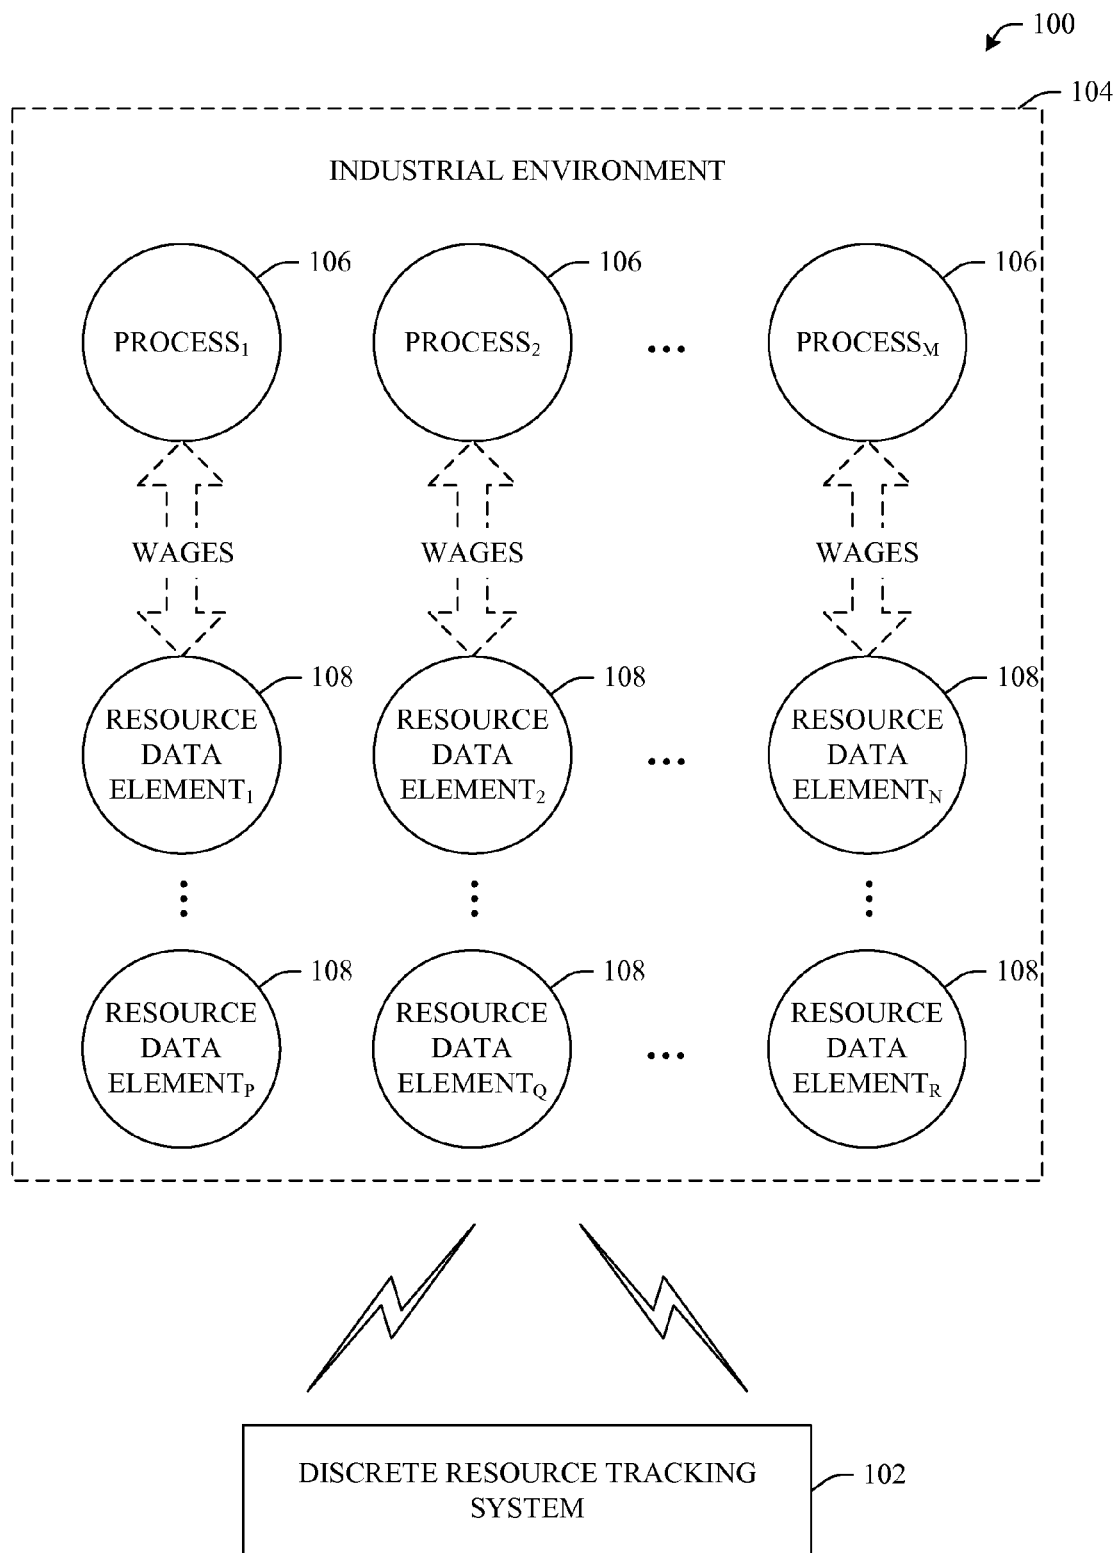 100
104
INDUSTRIAL ENVIRONMENT
106 106 106
PROCESS₁ PROCESS₂ ... PROCESSM
WAGES WAGES WAGES
108 108 108
RESOURCE RESOURCE RESOURCE
DATA DATA ... DATA
ELEMENT₁ ELEMENT₂ ELEMENTN
108 108 108
RESOURCE RESOURCE RESOURCE
DATA DATA ... DATA
ELEMENTP ELEMENTQ ELEMENTR
DISCRETE RESOURCE TRACKING 102
SYSTEM